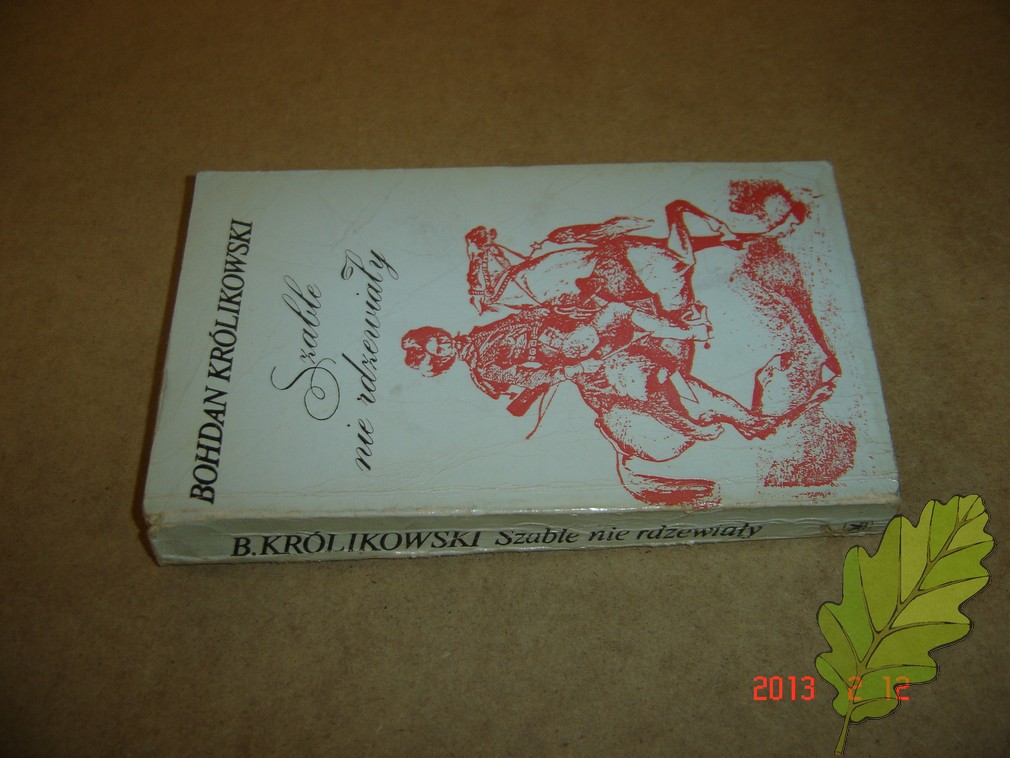 BOHDAN KRÓLIKOWSKI
Szable
nie rdzewiały
B.KRÓLIKOWSKI Szable nie rdzewiały
2013 2 12